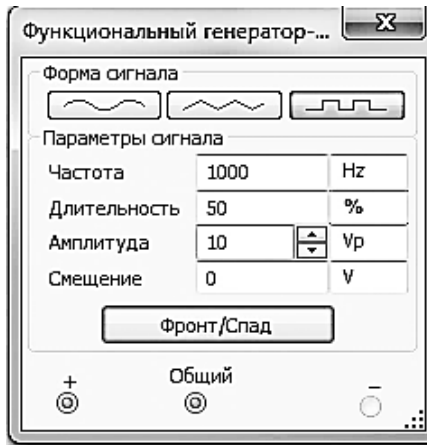 Функциональный генератор-...
Форма сигнала
Параметры сигнала
Частота 1000 Hz
Длительность 50 %
Амплитуда 10 Vp
Смещение 0 V
Фронт/Спад
+ Общий –